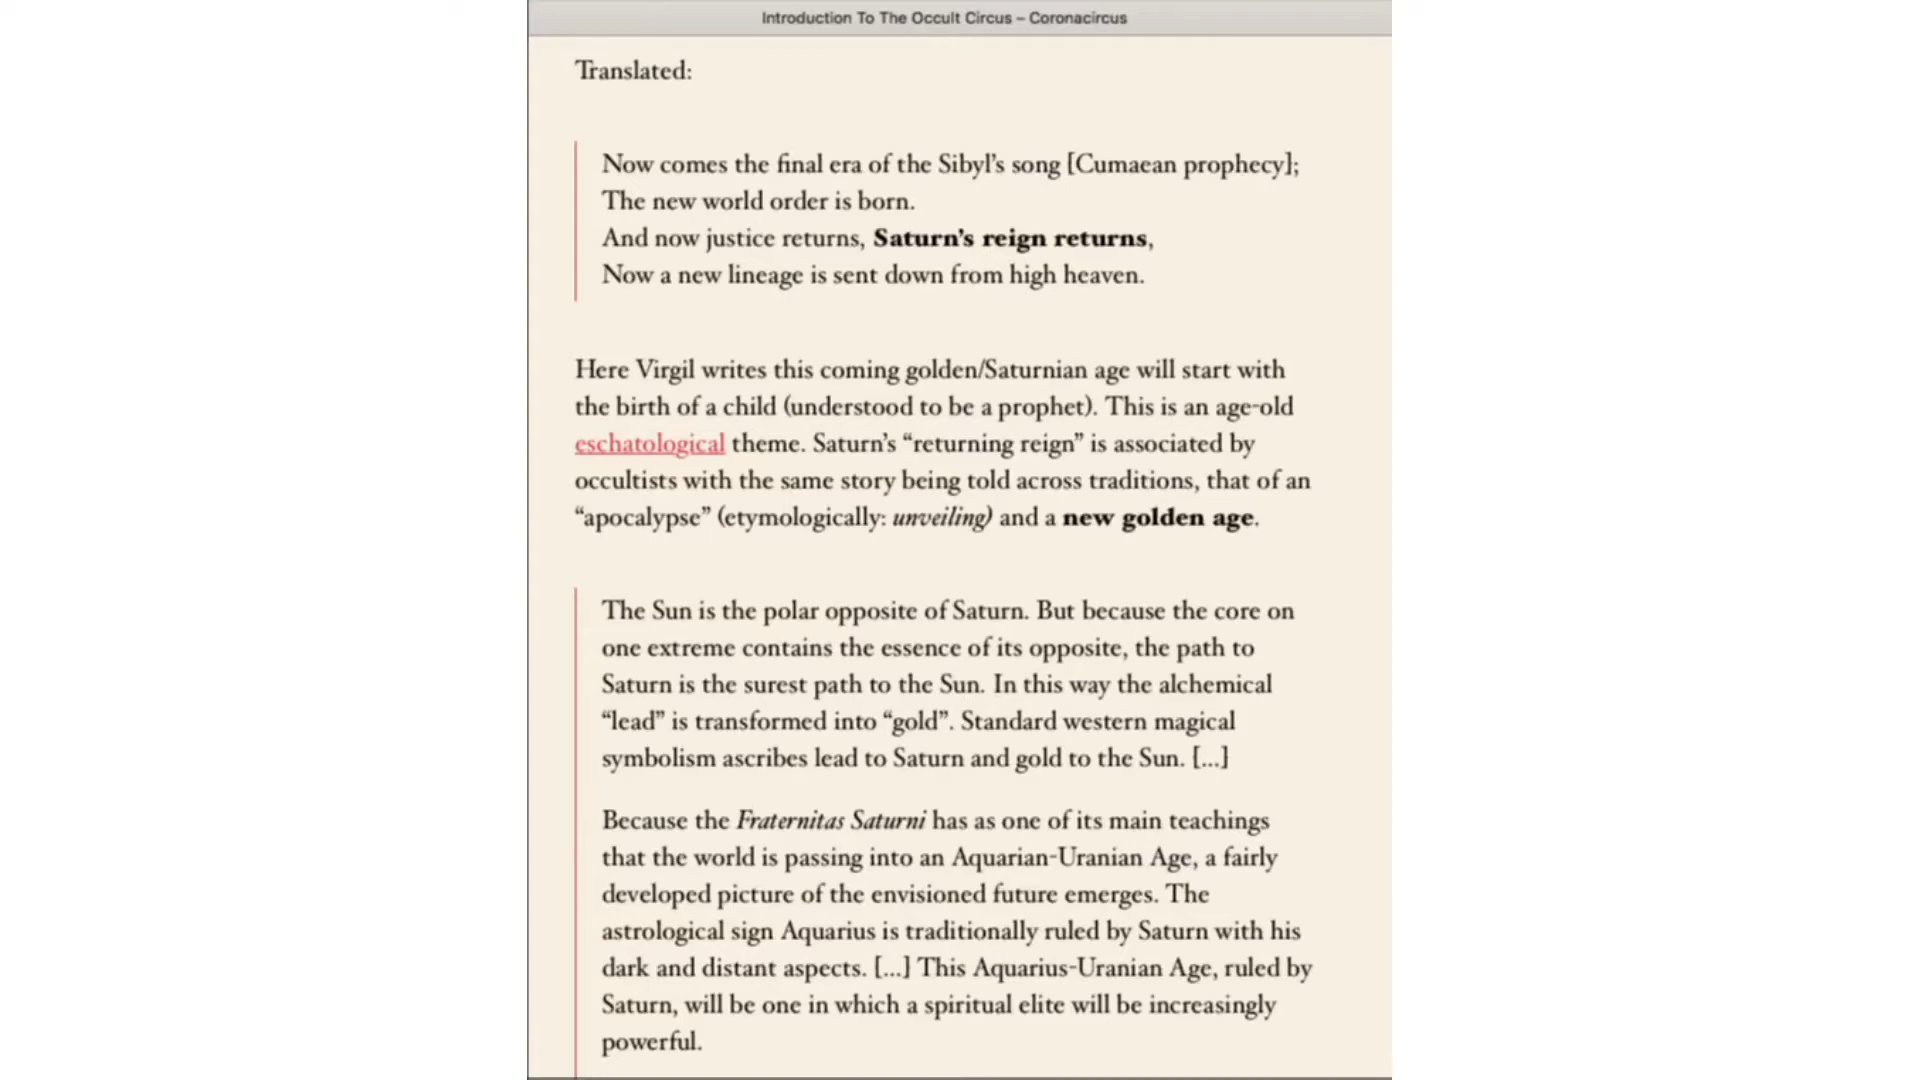 Introduction To The Occult Circus – Coronacircus
Translated:
Now comes the final era of the Sibyl’s song [Cumaean prophecy];
The new world order is born.
And now justice returns, Saturn’s reign returns,
Now a new lineage is sent down from high heaven.
Here Virgil writes this coming golden/Saturnian age will start with
the birth of a child (understood to be a prophet). This is an age-old
eschatological theme. Saturn’s “returning reign” is associated by
occultists with the same story being told across traditions, that of an
“apocalypse” (etymologically: unveiling) and a new golden age.
The Sun is the polar opposite of Saturn. But because the core on
one extreme contains the essence of its opposite, the path to
Saturn is the surest path to the Sun. In this way the alchemical
“lead” is transformed into “gold”. Standard western magical
symbolism ascribes lead to Saturn and gold to the Sun. [...]
Because the Fraternitas Saturni has as one of its main teachings
that the world is passing into an Aquarian-Uranian Age, a fairly
developed picture of the envisioned future emerges. The
astrological sign Aquarius is traditionally ruled by Saturn with his
dark and distant aspects. [...] This Aquarius-Uranian Age, ruled by
Saturn, will be one in which a spiritual elite will be increasingly
powerful.